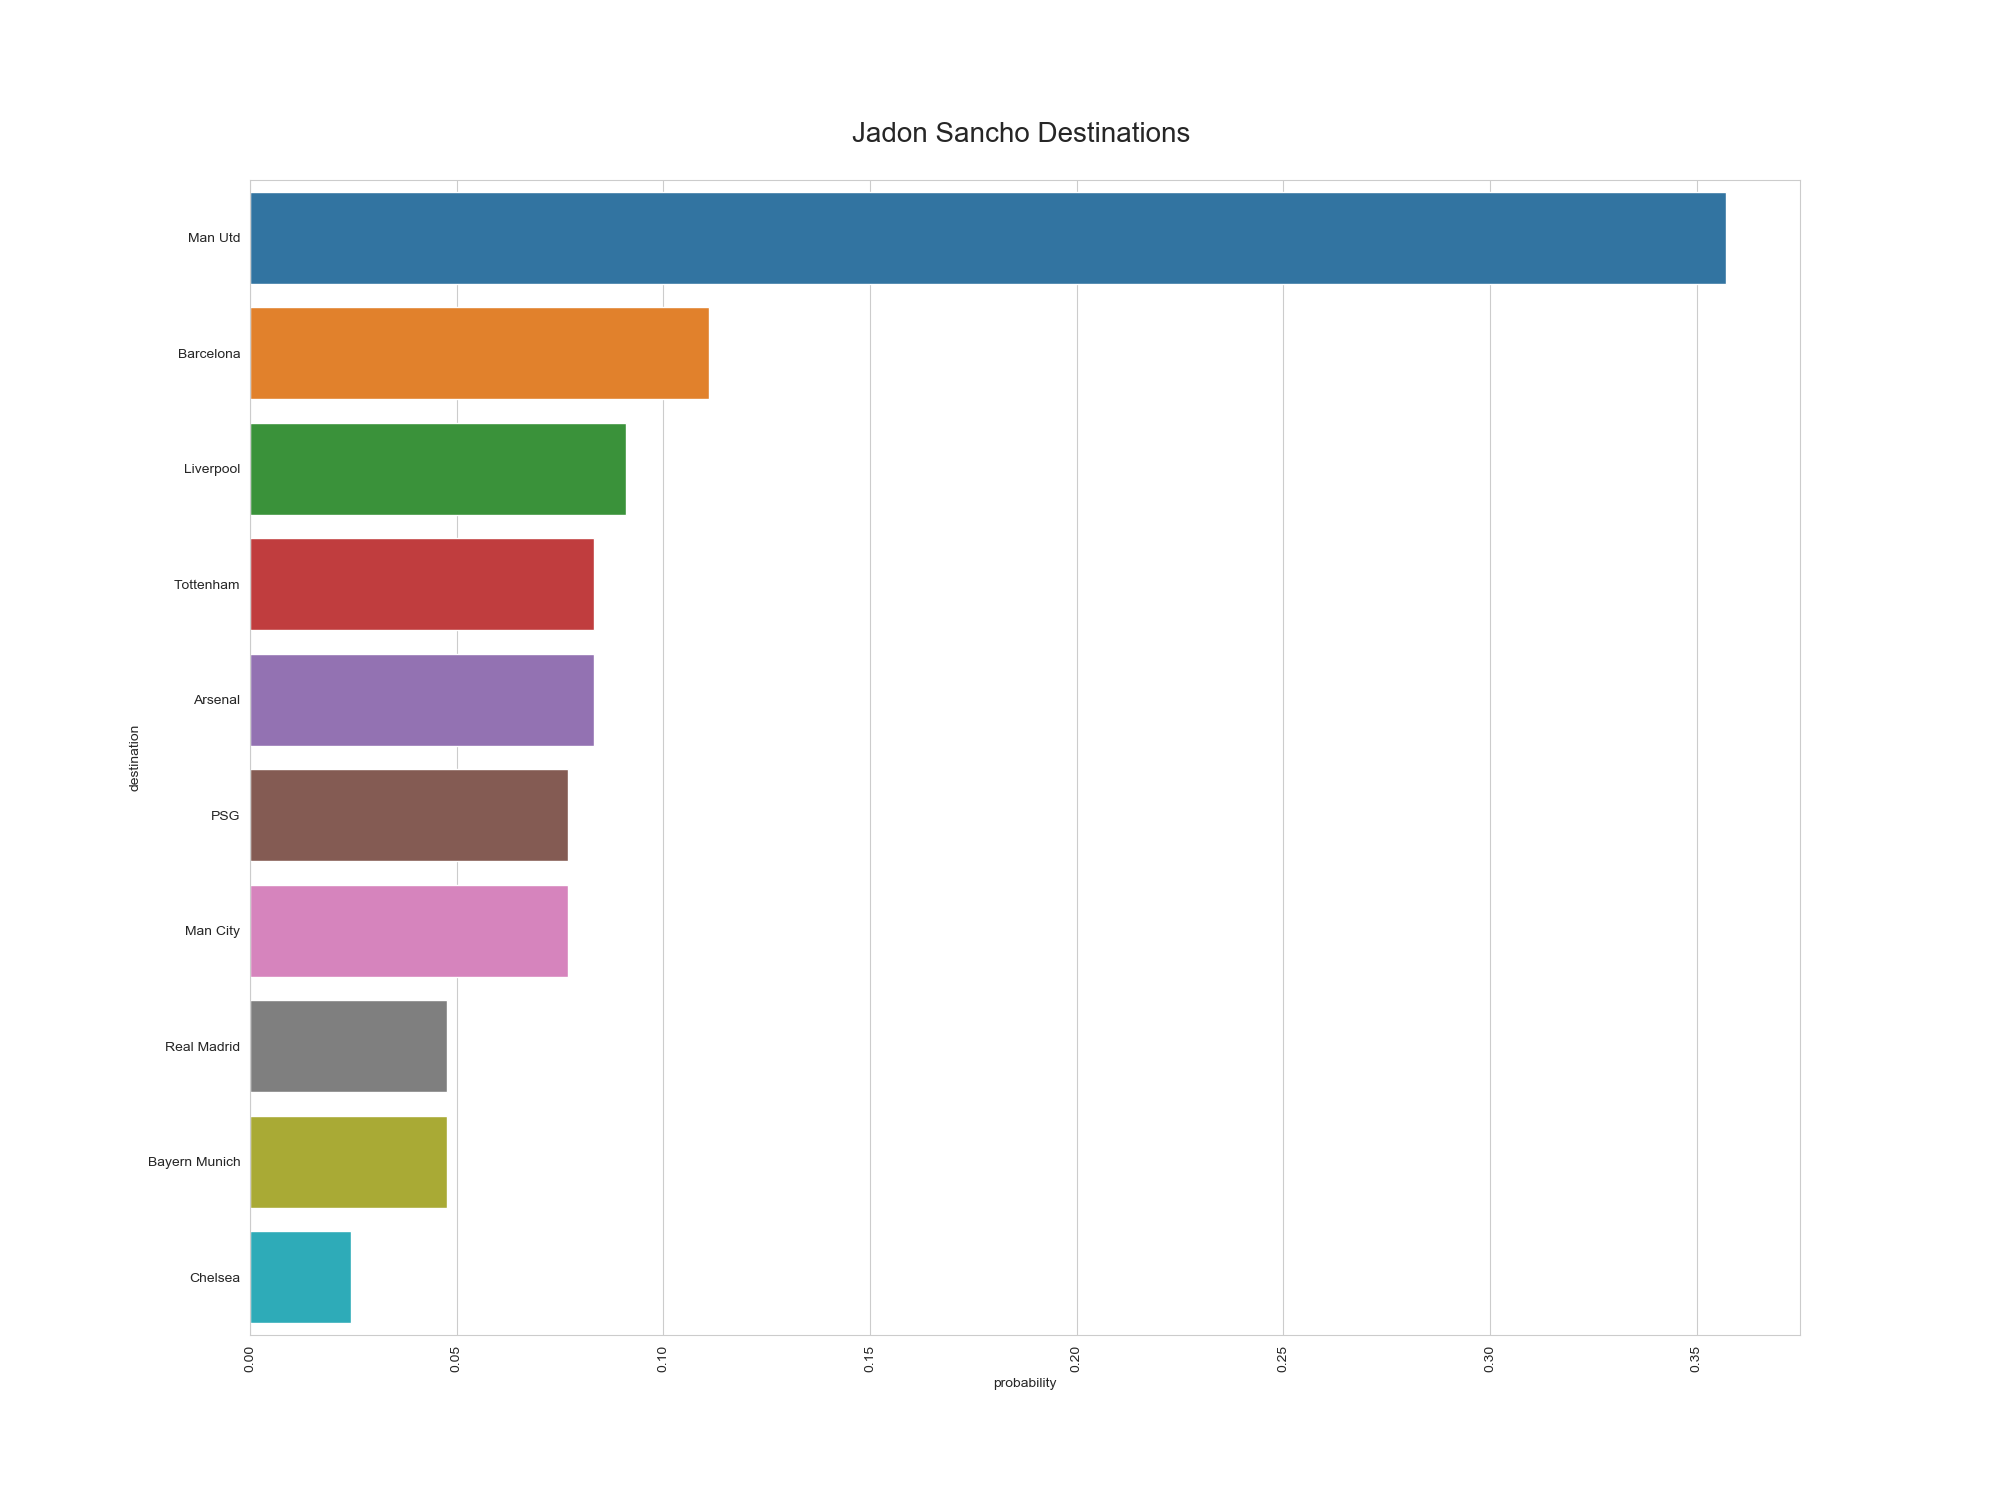 Jadon Sancho Destinations
destination
Man Utd
Barcelona
Liverpool
Tottenham
Arsenal
PSG
Man City
Real Madrid
Bayern Munich
Chelsea
0.00 0.05 0.10 0.15 0.20 0.25 0.30 0.35
probability